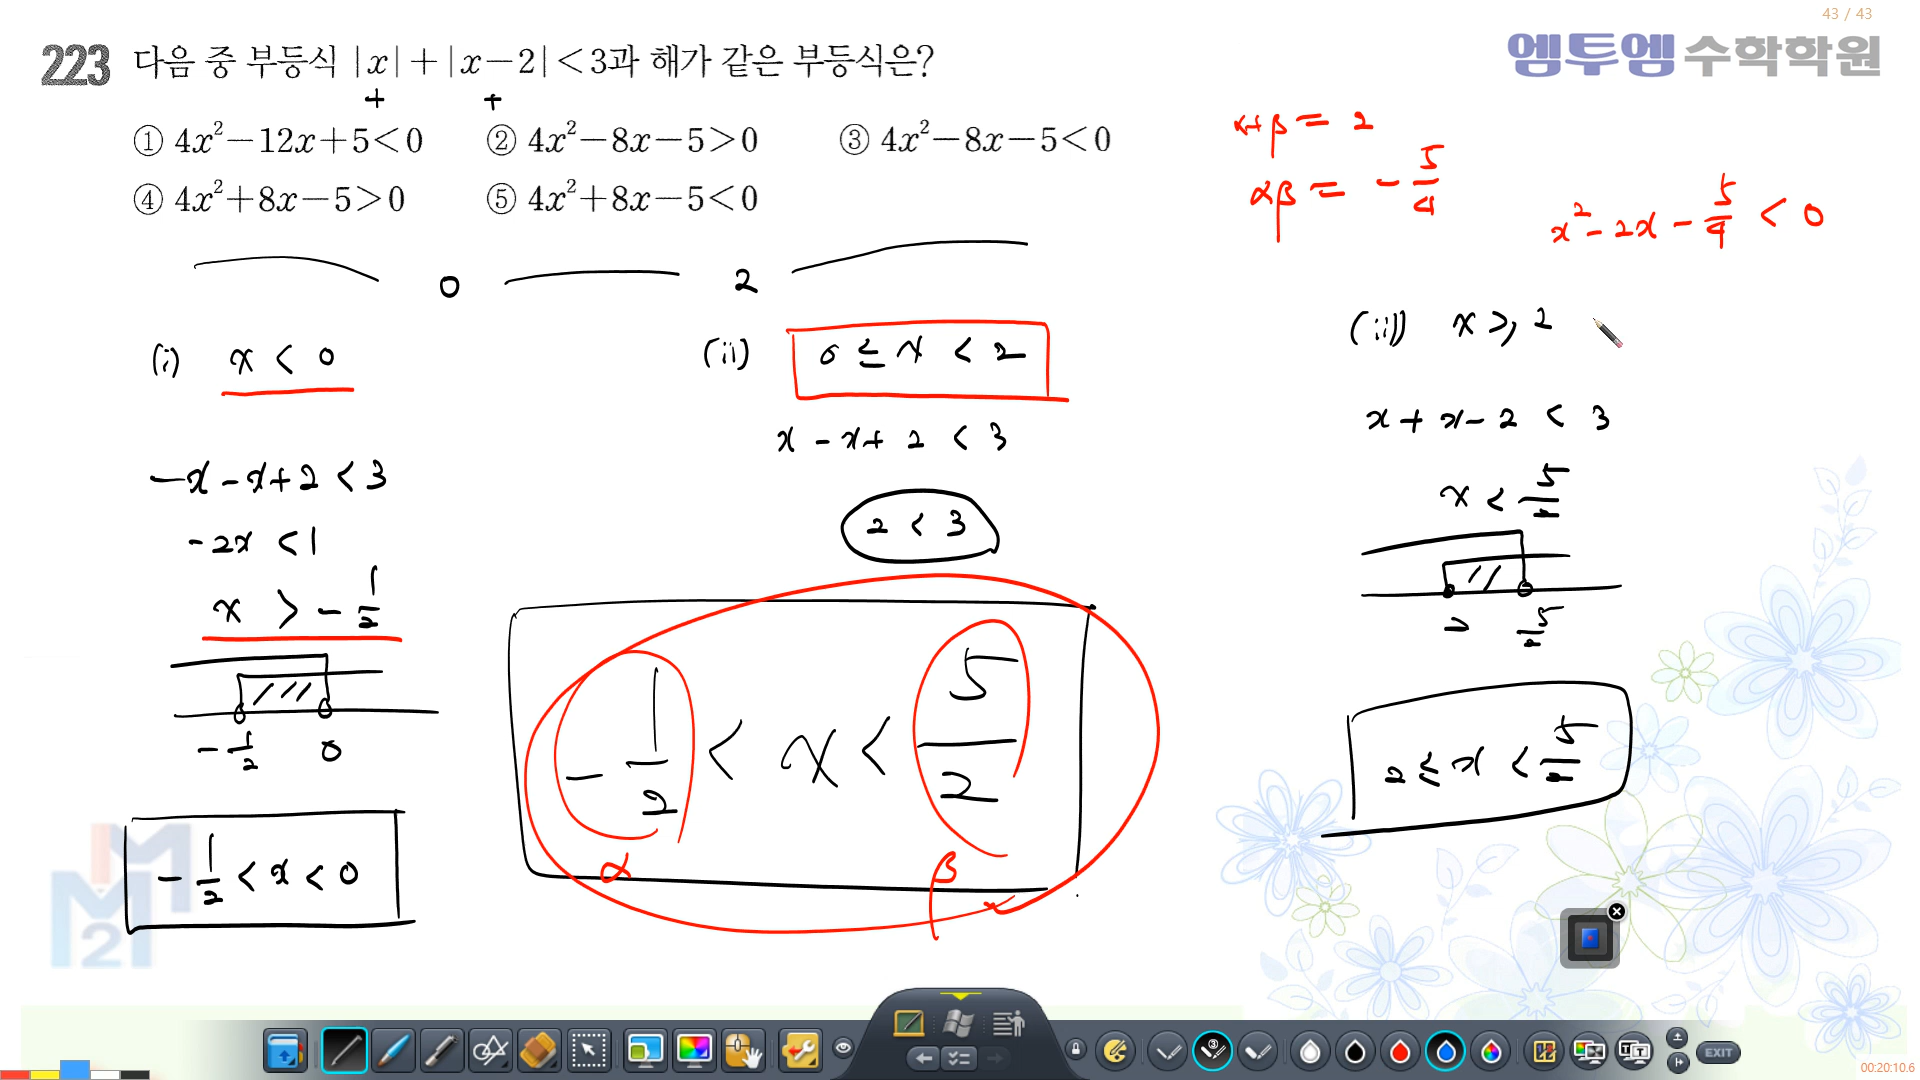 43 / 43
엠투엠 수학학원
223 다음 중 부등식 |x|+|x−2|<3과 해가 같은 부등식은?
+ +
① 4x²−12x+5<0 ② 4x²−8x−5>0 ③ 4x²−8x−5<0
④ 4x²+8x−5>0 ⑤ 4x²+8x−5<0
α+β = 2
αβ = −5/4
x²−2x−5/4 < 0
0 2
(i) x < 0
−x−x+2 < 3
−2x < 1
x > −1/2
−1/2 0
−1/2 < x < 0
(ii) 0 ≤ x < 2
x−x+2 < 3
2 < 3
−1/2 < x < 5/2
α β
(iii) x ≥ 2
x+x−2 < 3
x < 5/2
2 5/2
2 ≤ x < 5/2
M1
M2
EXIT
00:20:10.6